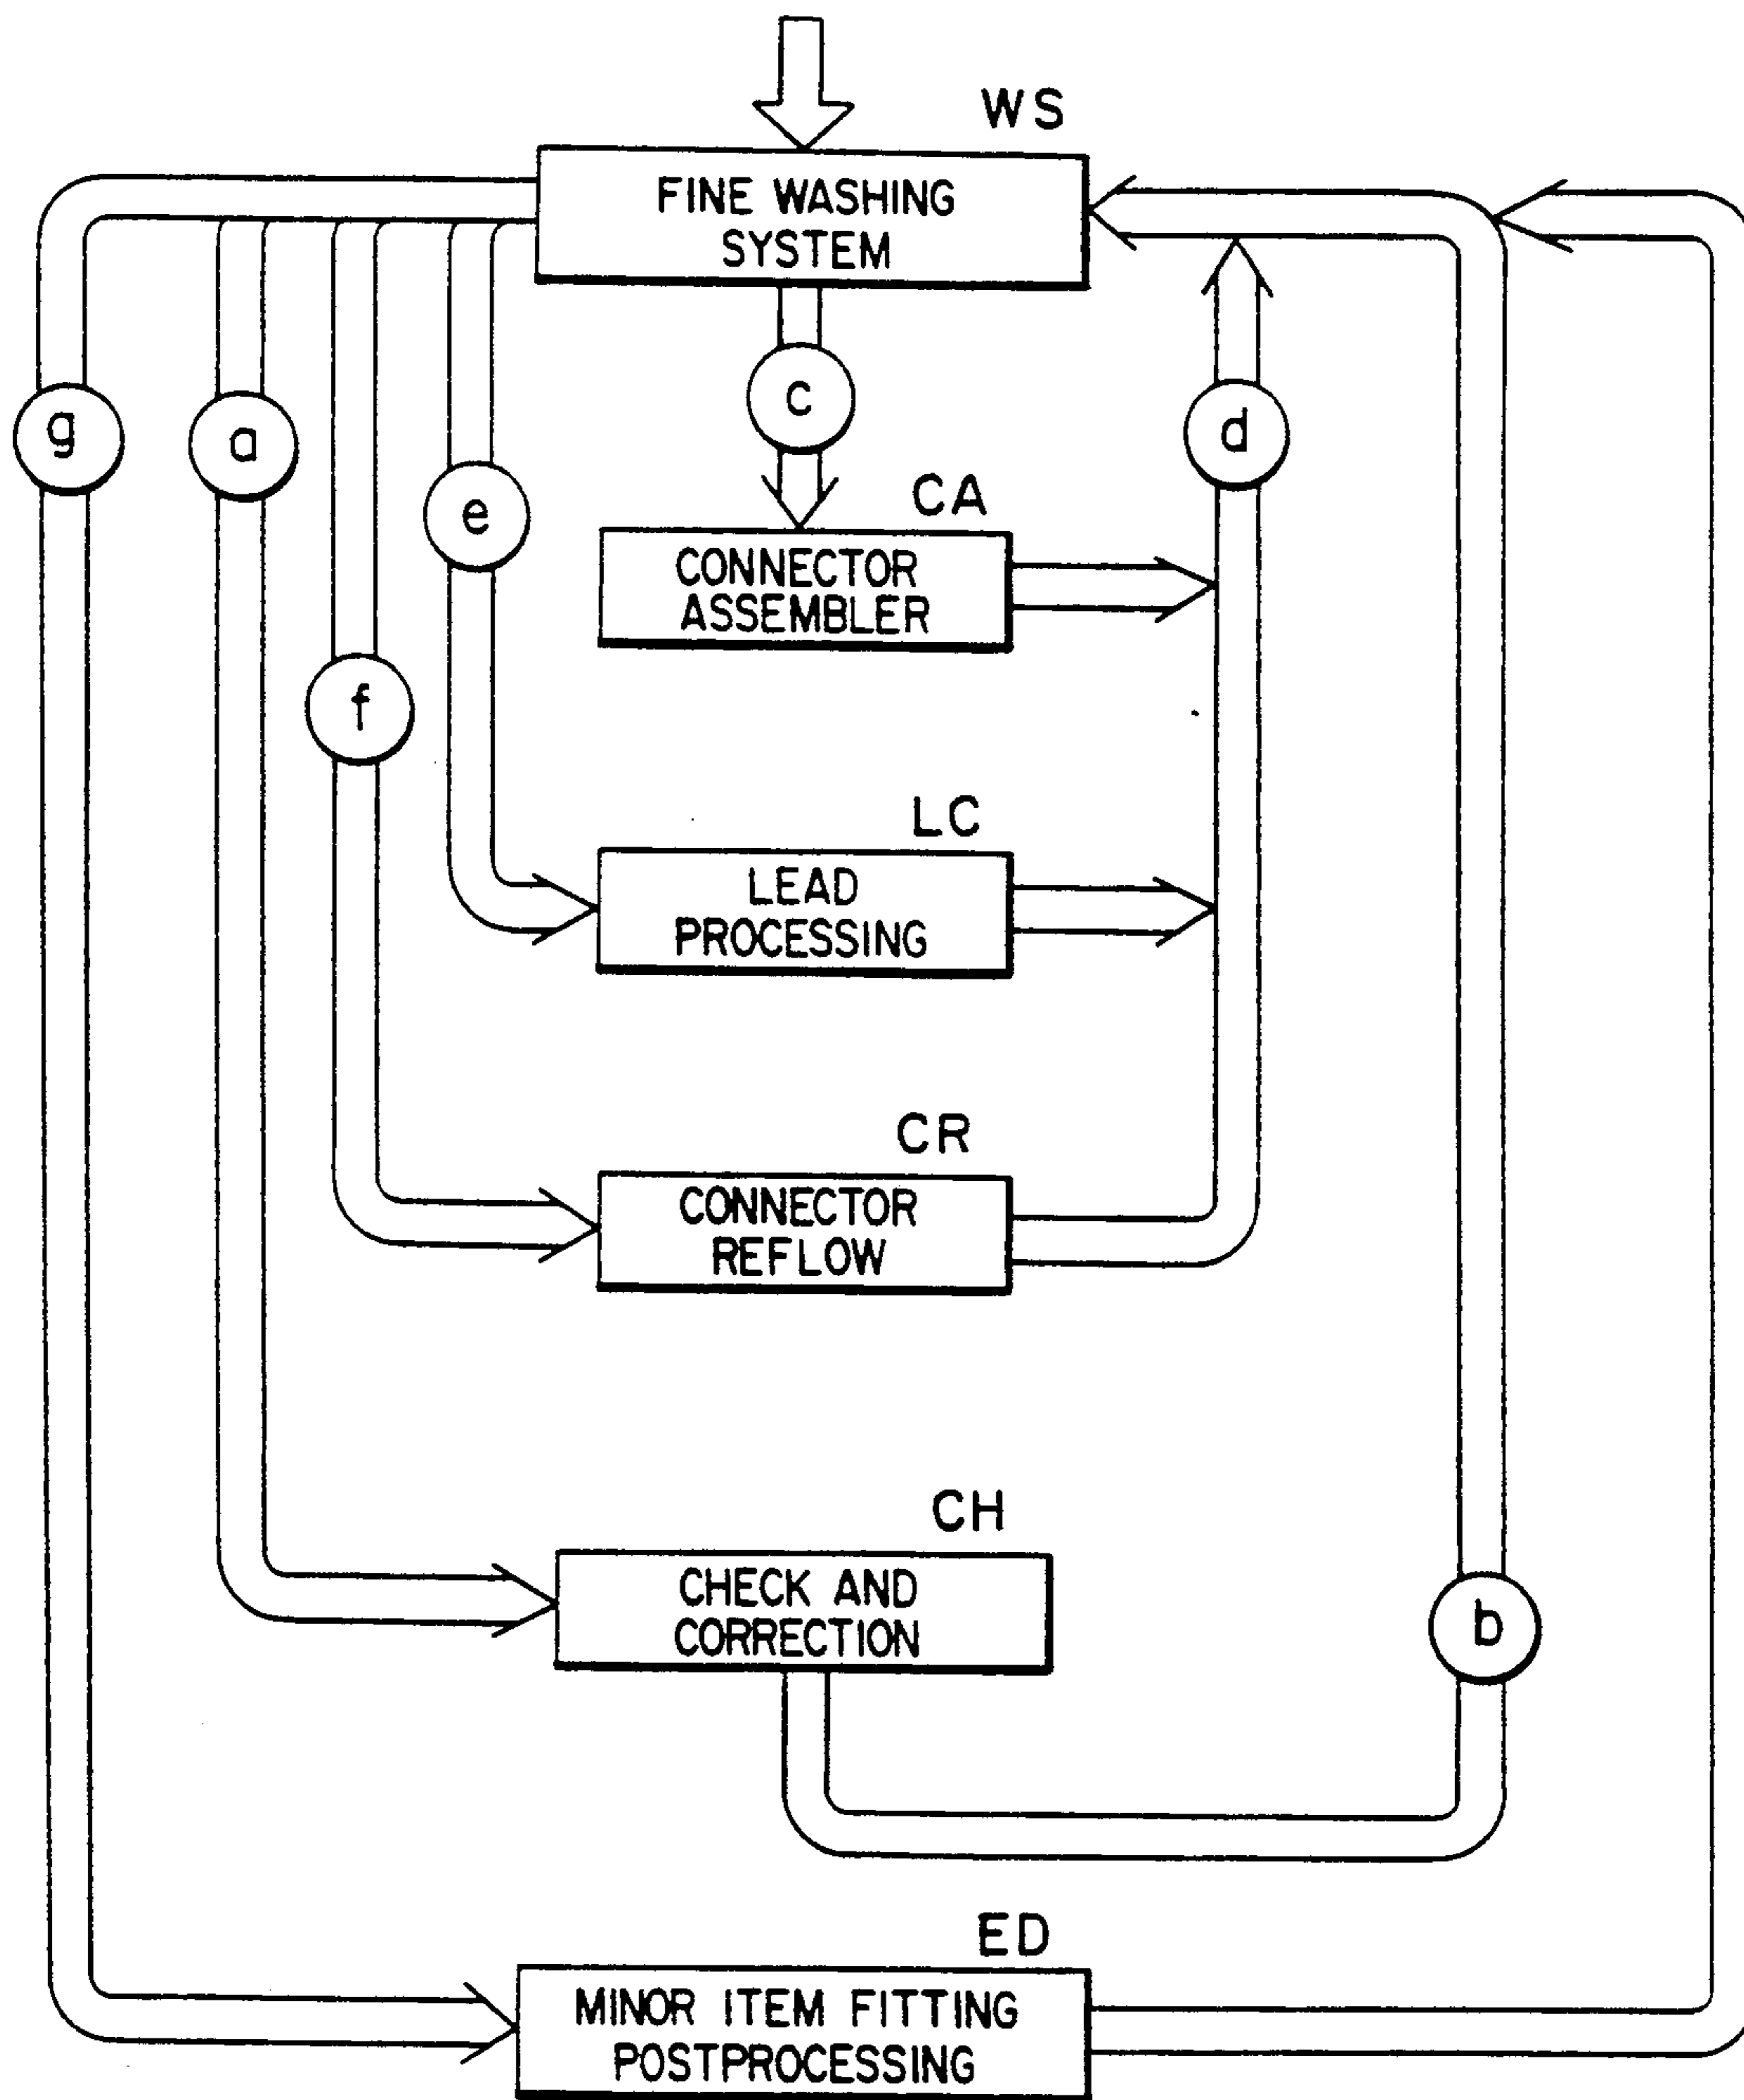 WS
FINE WASHING
SYSTEM
c
g
a
d
e
CA
CONNECTOR
ASSEMBLER
f
LC
LEAD
PROCESSING
CR
CONNECTOR
REFLOW
CH
CHECK AND
CORRECTION
b
ED
MINOR ITEM FITTING
POSTPROCESSING